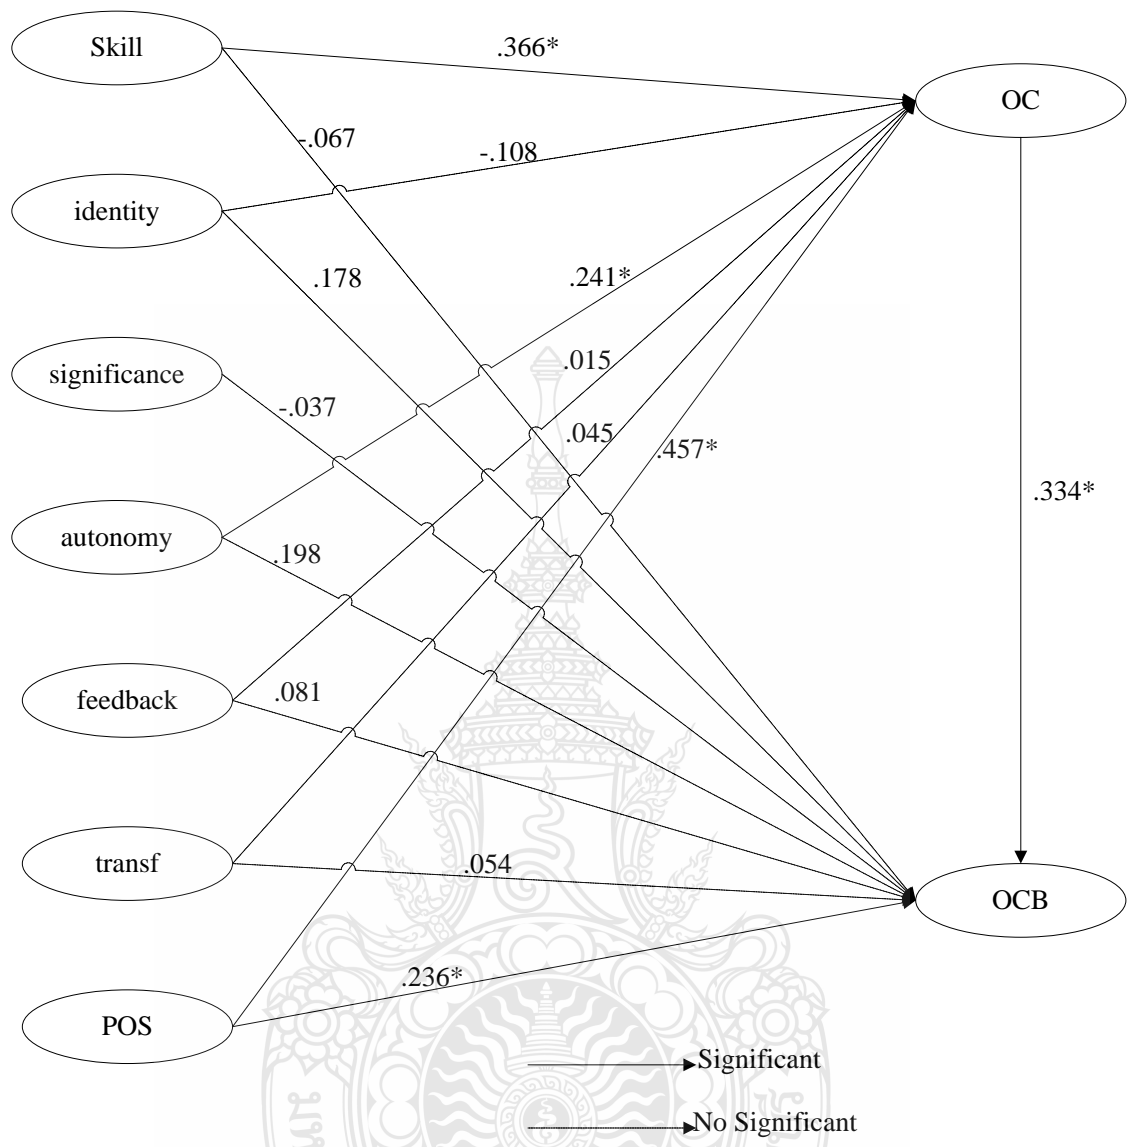 Skill
.366*
OC
-.067
-.108
identity
.178
.241*
significance
.015
-.037
.045
.457*
.334*
autonomy
.198
feedback
.081
transf
.054
OCB
.236*
POS
Significant
No Significant